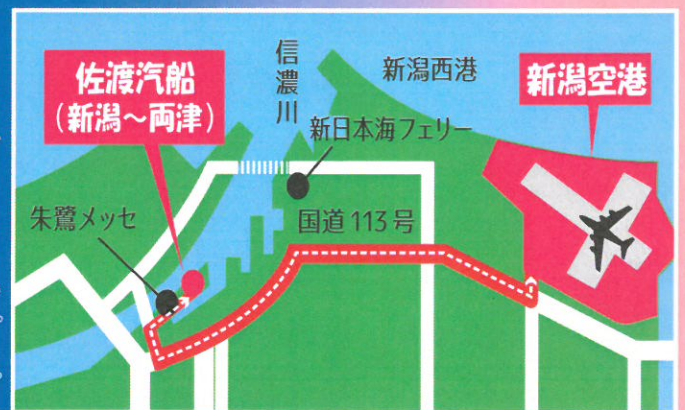 佐渡汽船
(新潟～両津)
信濃川
新潟西港
新潟空港
新日本海フェリー
朱鷺メッセ
国道113号